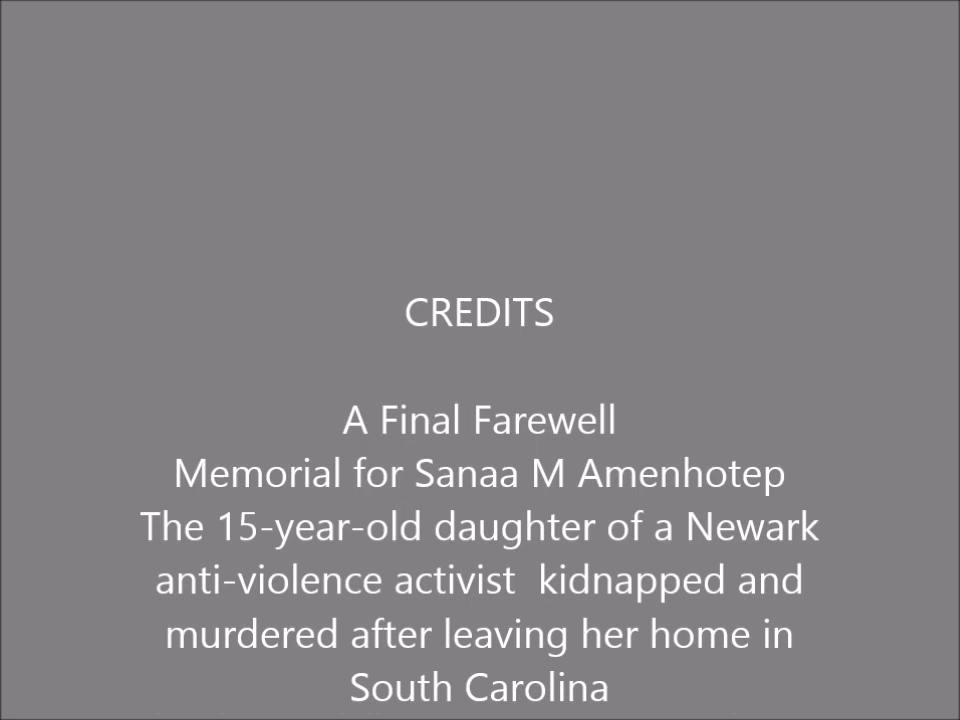 CREDITS
A Final Farewell
Memorial for Sanaa M Amenhotep
The 15-year-old daughter of a Newark
anti-violence activist  kidnapped and
murdered after leaving her home in
South Carolina